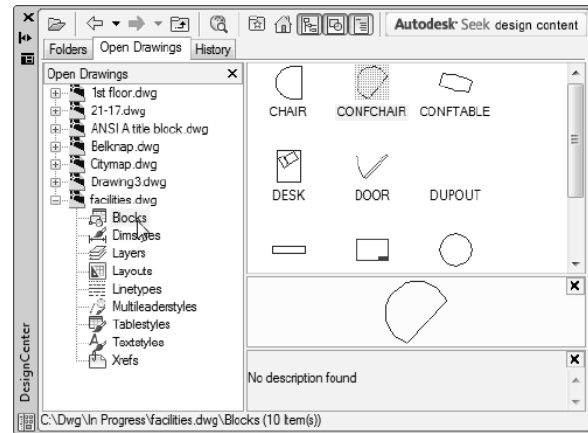 Autodesk® Seek design content
Folders Open Drawings History
Open Drawings
1st floor.dwg
21-17.dwg
ANSI A title block.dwg
Belknap.dwg
Citymap.dwg
Drawing3.dwg
facilities.dwg
Blocks
Dimstyles
Layers
Layouts
Linetypes
Multileaderstyles
Tablestyles
Textstyles
Xrefs
CHAIR CONFCHAIR CONFTABLE
DESK DOOR DUPOUT
No description found
DesignCenter
C:\Dwg\In Progress\facilities.dwg\Blocks (10 Item(s))